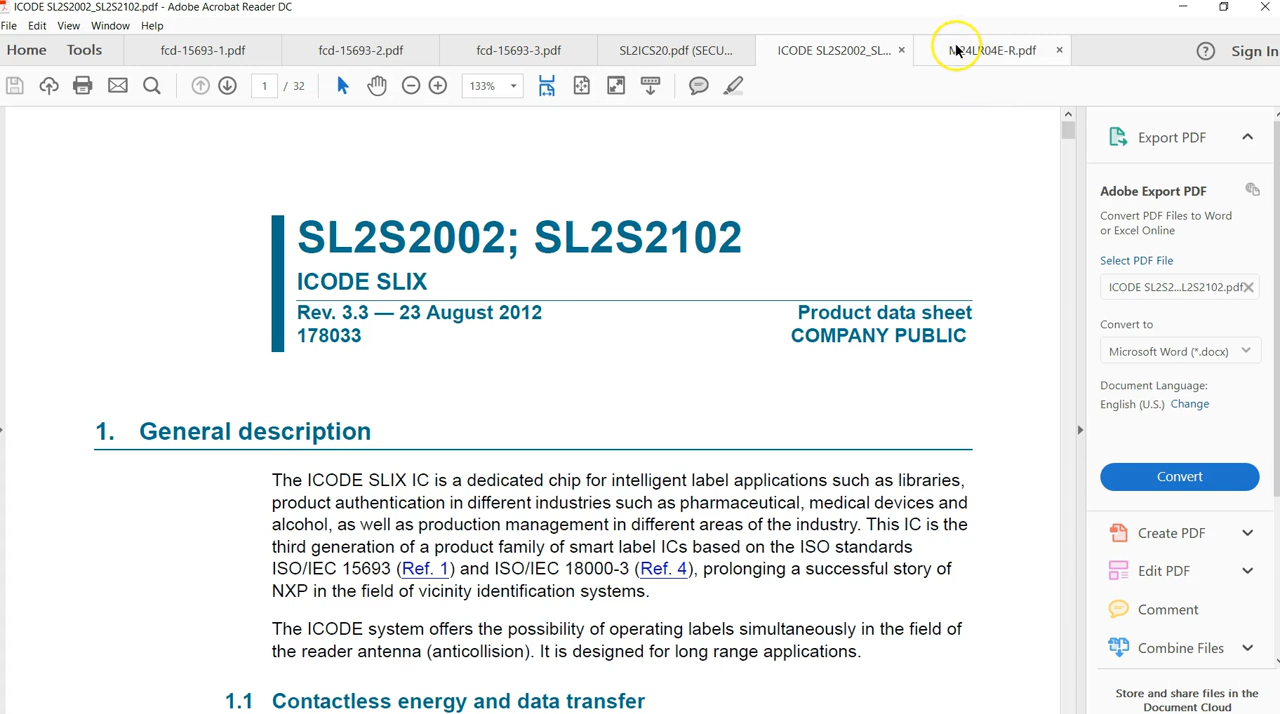 ICODE SL2S2002_SL2S2102.pdf - Adobe Acrobat Reader DC
File Edit View Window Help
Home Tools fcd-15693-1.pdf fcd-15693-2.pdf fcd-15693-3.pdf SL2ICS20.pdf (SECU... ICODE SL2S2002_SL... M24LR04E-R.pdf Sign In
1 / 32 133%
Export PDF
SL2S2002; SL2S2102
ICODE SLIX
Rev. 3.3 — 23 August 2012 Product data sheet
178033 COMPANY PUBLIC
1. General description
The ICODE SLIX IC is a dedicated chip for intelligent label applications such as libraries,
product authentication in different industries such as pharmaceutical, medical devices and
alcohol, as well as production management in different areas of the industry. This IC is the
third generation of a product family of smart label ICs based on the ISO standards
ISO/IEC 15693 (Ref. 1) and ISO/IEC 18000-3 (Ref. 4), prolonging a successful story of
NXP in the field of vicinity identification systems.
The ICODE system offers the possibility of operating labels simultaneously in the field of
the reader antenna (anticollision). It is designed for long range applications.
1.1 Contactless energy and data transfer
Adobe Export PDF
Convert PDF Files to Word
or Excel Online
Select PDF File
ICODE SL2S2...L2S2102.pdf
Convert to
Microsoft Word (*.docx)
Document Language:
English (U.S.) Change
Convert
Create PDF
Edit PDF
Comment
Combine Files
Store and share files in the
Document Cloud